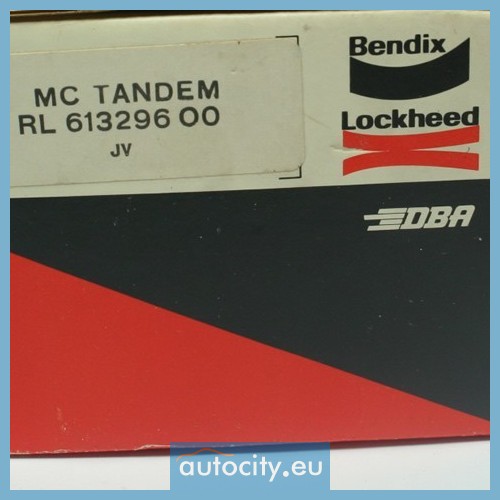 MC TANDEM
RL 613296 00
JV
Bendix
Lockheed
DBA
autocity.eu